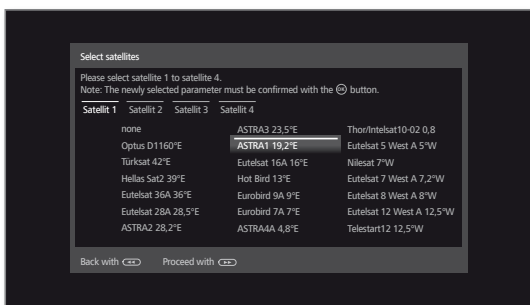 Select satellites
Please select satellite 1 to satellite 4.
Note: The newly selected parameter must be confirmed with the OK button.
Satellit 1 Satellit 2 Satellit 3 Satellit 4
none ASTRA3 23,5°E Thor/Intelsat10-02 0,8
Optus D1160°E ASTRA1 19,2°E Eutelsat 5 West A 5°W
Türksat 42°E Eutelsat 16A 16°E Nilesat 7°W
Hellas Sat2 39°E Hot Bird 13°E Eutelsat 7 West A 7,2°W
Eutelsat 36A 36°E Eurobird 9A 9°E Eutelsat 8 West A 8°W
Eutelsat 28A 28,5°E Eurobird 7A 7°E Eutelsat 12 West A 12,5°W
ASTRA2 28,2°E ASTRA4A 4,8°E Telestart12 12,5°W
Back with Proceed with